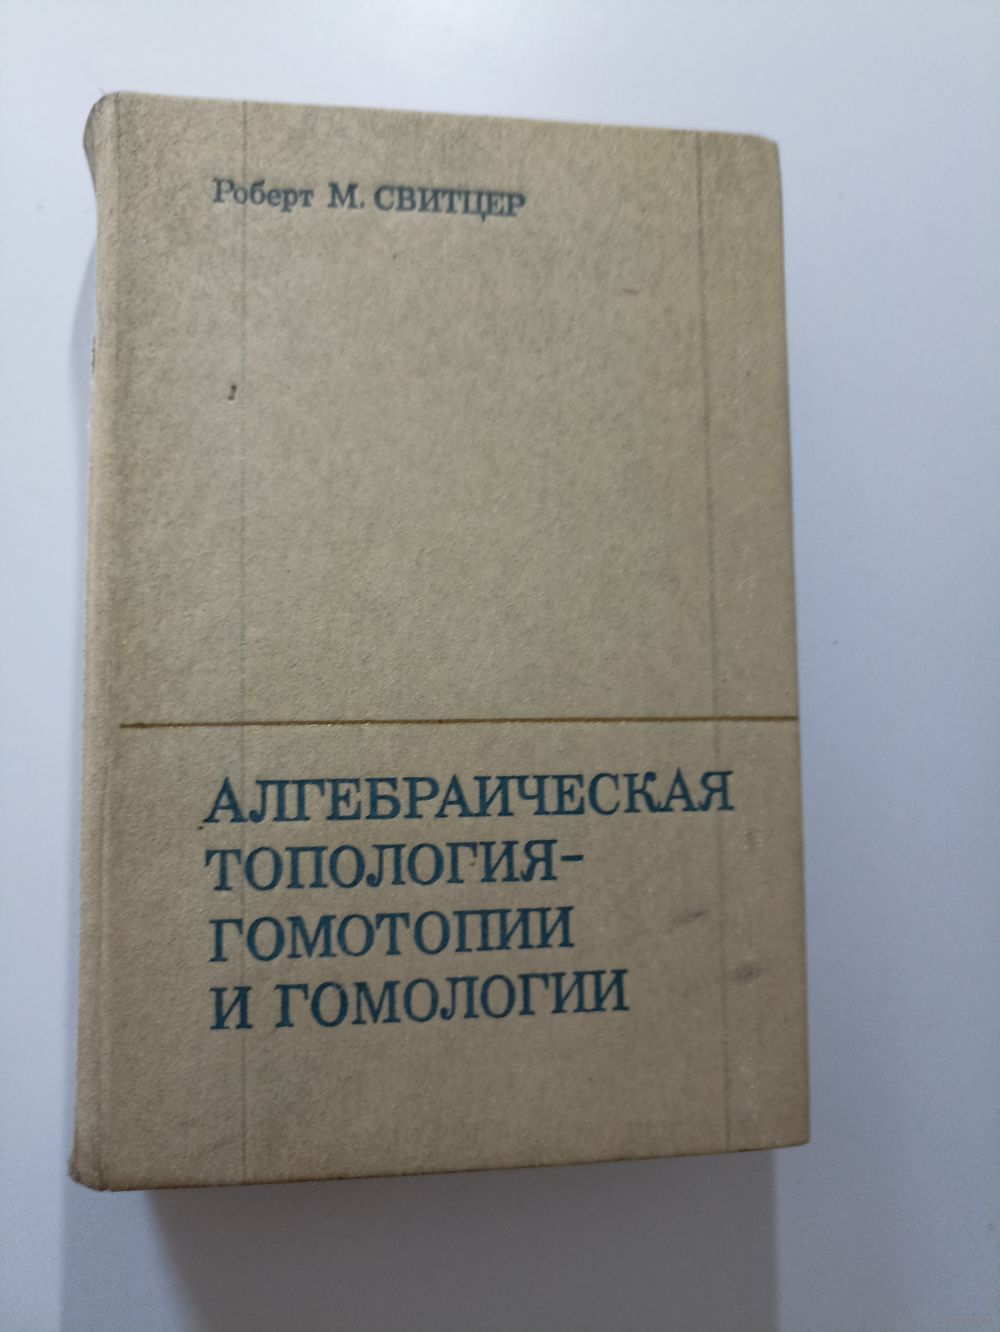 Роберт М. СВИТЦЕР
АЛГЕБРАИЧЕСКАЯ
ТОПОЛОГИЯ-
ГОМОТОПИИ
И ГОМОЛОГИИ